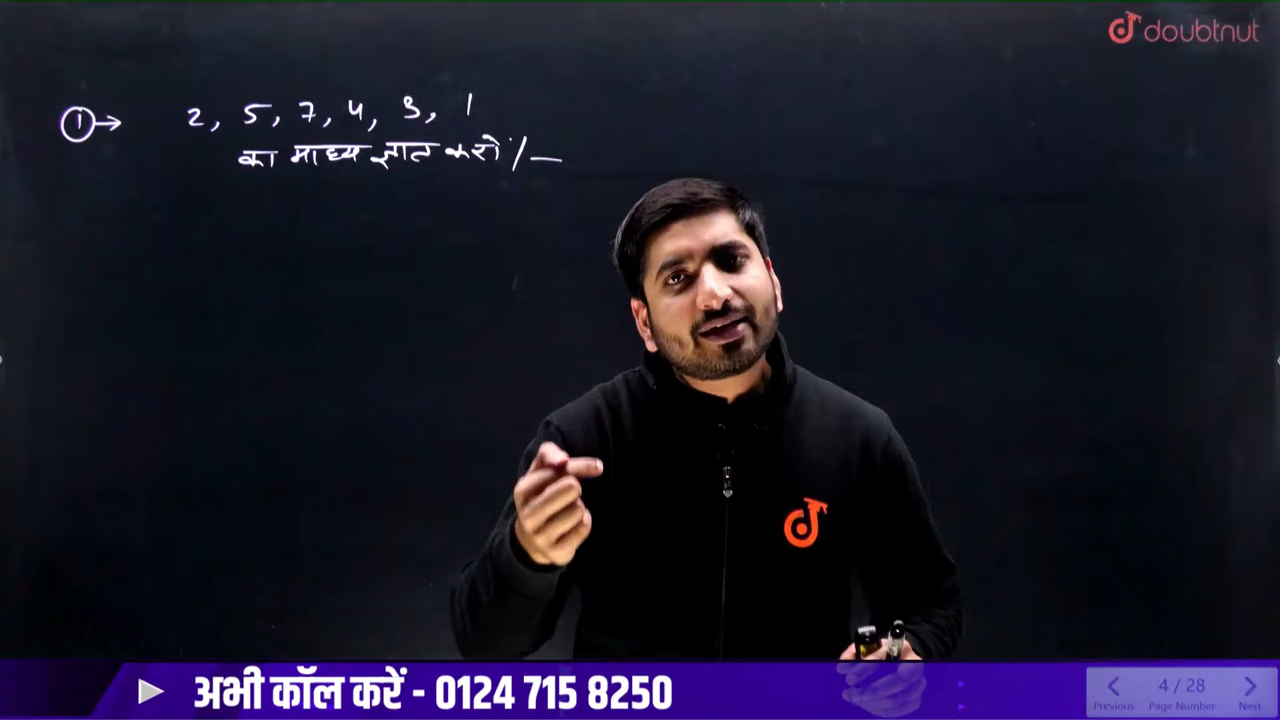 doubtnut
① → 2, 5, 7, 4, 3, 1
का माध्य ज्ञात करो /-
अभी कॉल करें - 0124 715 8250
4 / 28
Previous Page Number Next